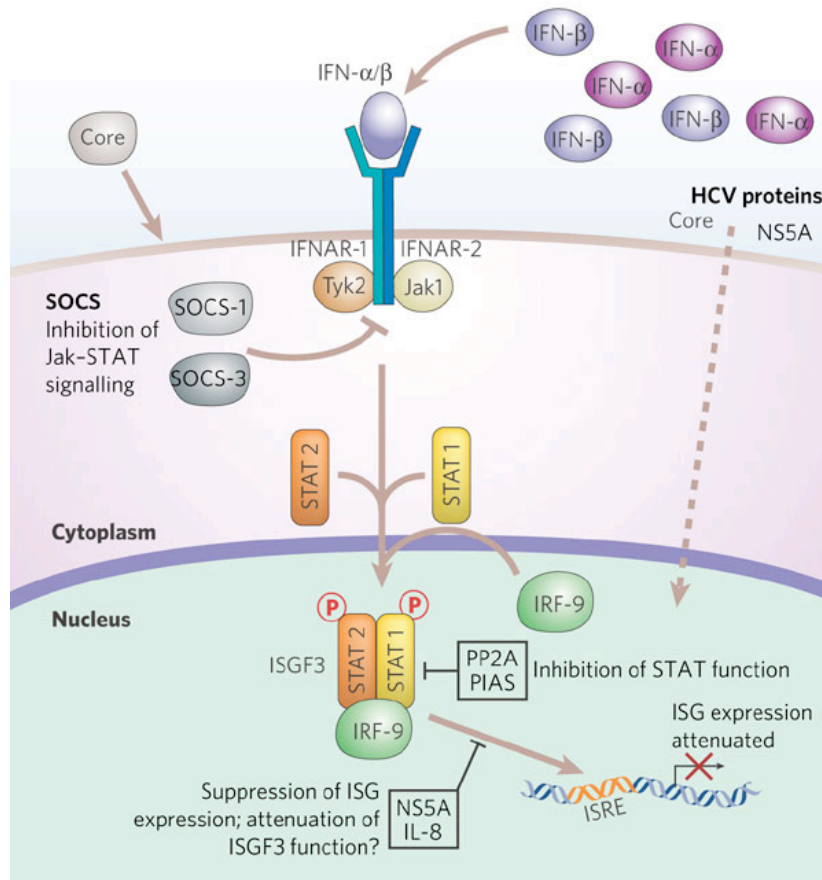 IFN-β
IFN-α
IFN-α/β
IFN-α
IFN-β
IFN-α
IFN-β
Core
HCV proteins
Core
NS5A
IFNAR-1
IFNAR-2
Tyk2
Jak1
SOCS
Inhibition of
Jak–STAT
signalling
SOCS-1
SOCS-3
STAT 2
STAT 1
Cytoplasm
Nucleus
IRF-9
P
P
ISGF3
STAT 2
STAT 1
IRF-9
PP2A
PIAS
Inhibition of STAT function
ISG expression
attenuated
Suppression of ISG
expression; attenuation of
ISGF3 function?
NS5A
IL-8
ISRE